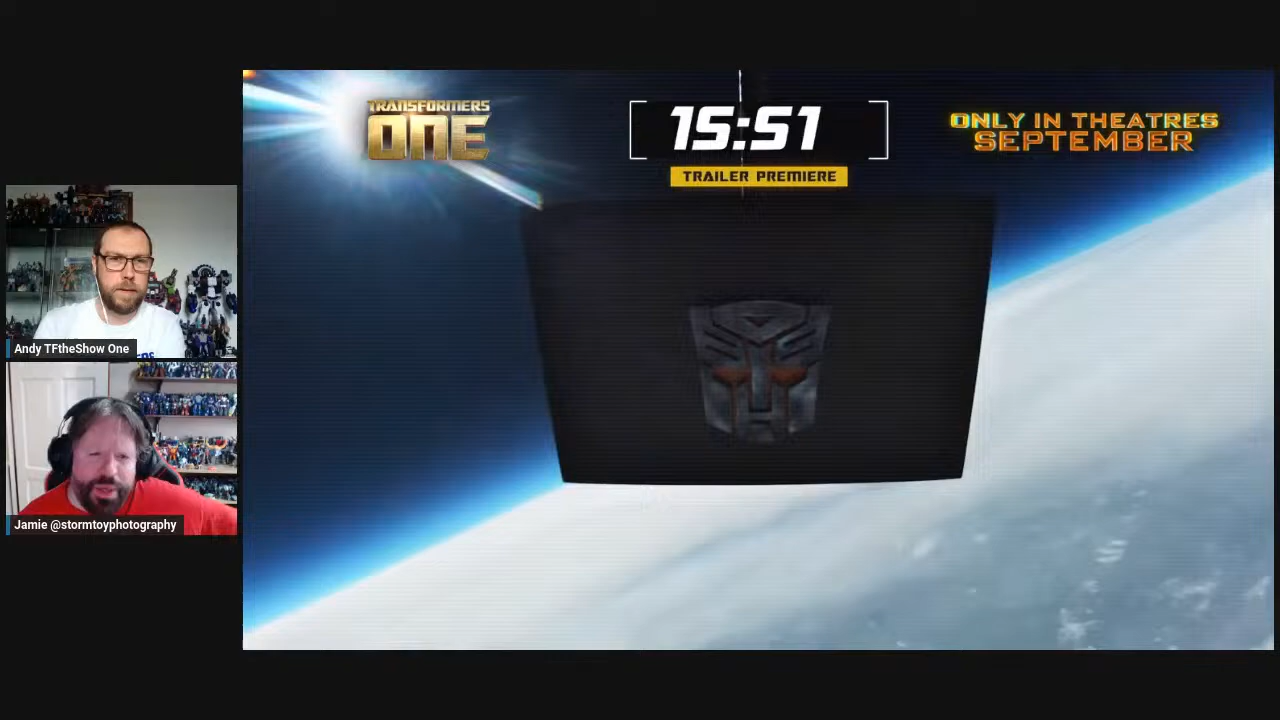 TRANSFORMERS
ONE
15:51
TRAILER PREMIERE
ONLY IN THEATRES
SEPTEMBER
Andy TFtheShow One
Jamie @stormtoyphotography